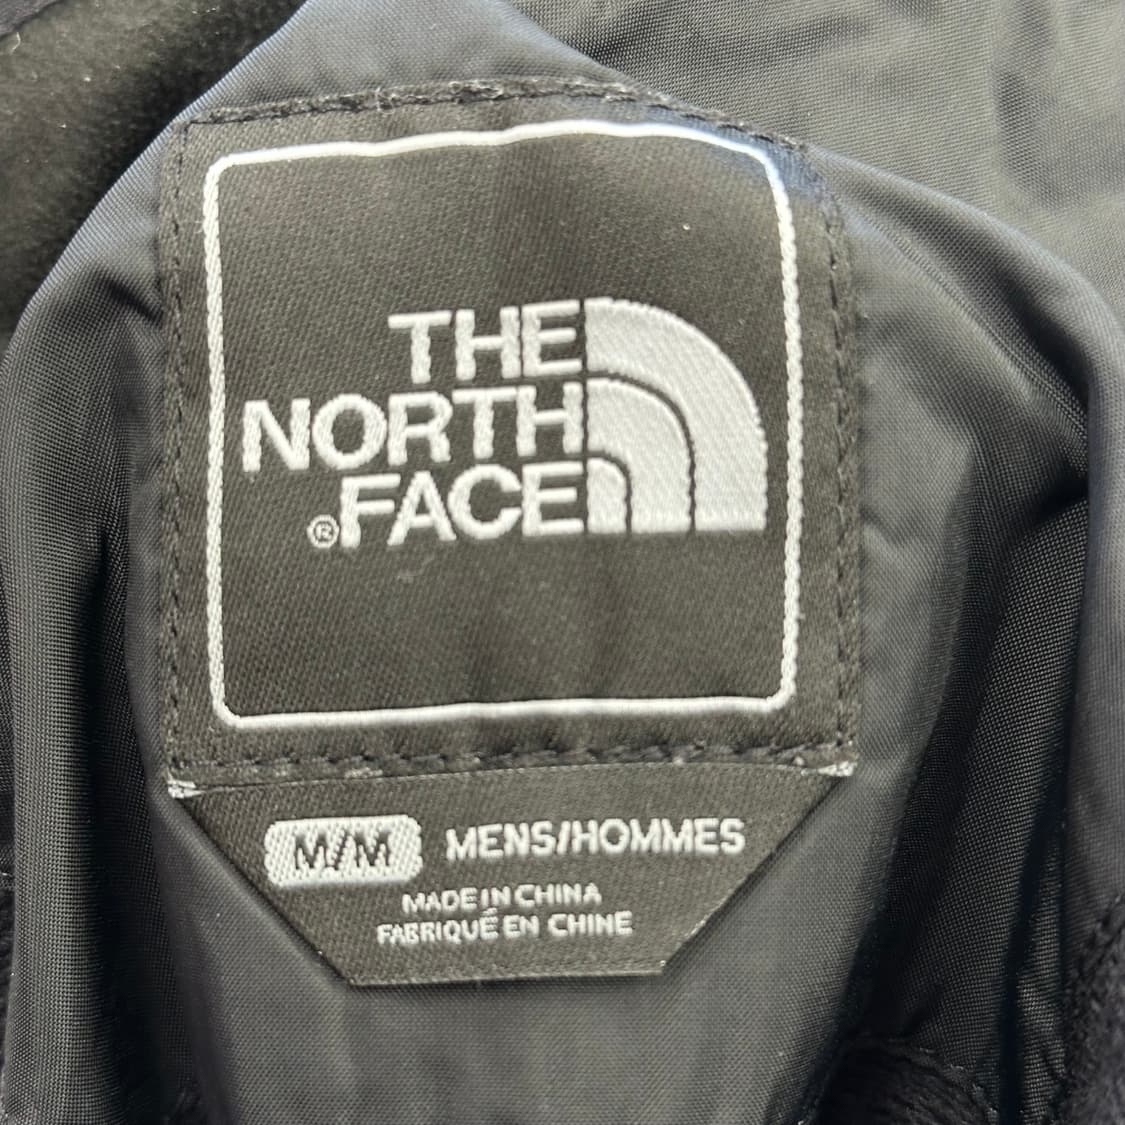 THE
NORTH
®FACE
M/M MENS/HOMMES
MADE IN CHINA
FABRIQUÉ EN CHINE